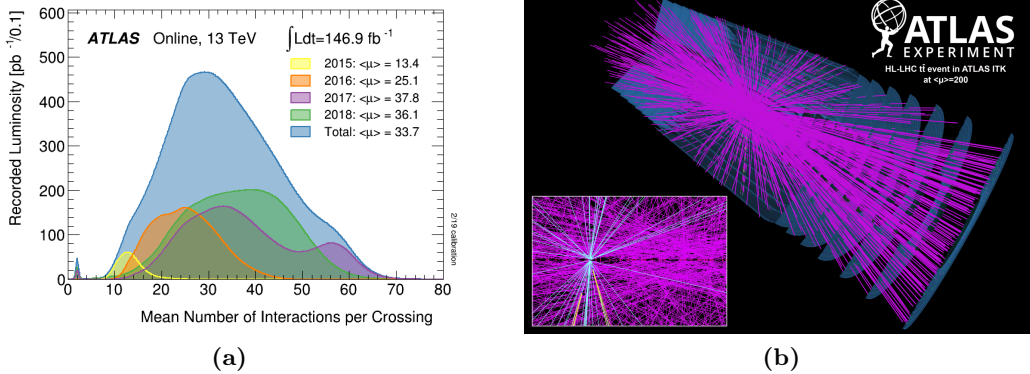 600
500
400
300
200
100
0
Recorded Luminosity [pb⁻¹/0.1]
ATLAS Online, 13 TeV ∫Ldt=146.9 fb⁻¹
2015: <μ> = 13.4
2016: <μ> = 25.1
2017: <μ> = 37.8
2018: <μ> = 36.1
Total: <μ> = 33.7
2/19 calibration
0 10 20 30 40 50 60 70 80
Mean Number of Interactions per Crossing
(a)
ATLAS
EXPERIMENT
HL-LHC tt̄ event in ATLAS ITK
at <μ>=200
(b)